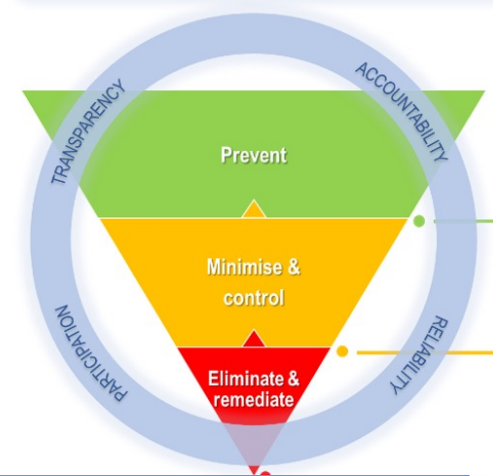 TRANSPARENCY
ACCOUNTABILITY
Prevent
Minimise &
control
PARTICIPATION
RELIABILITY
Eliminate &
remediate